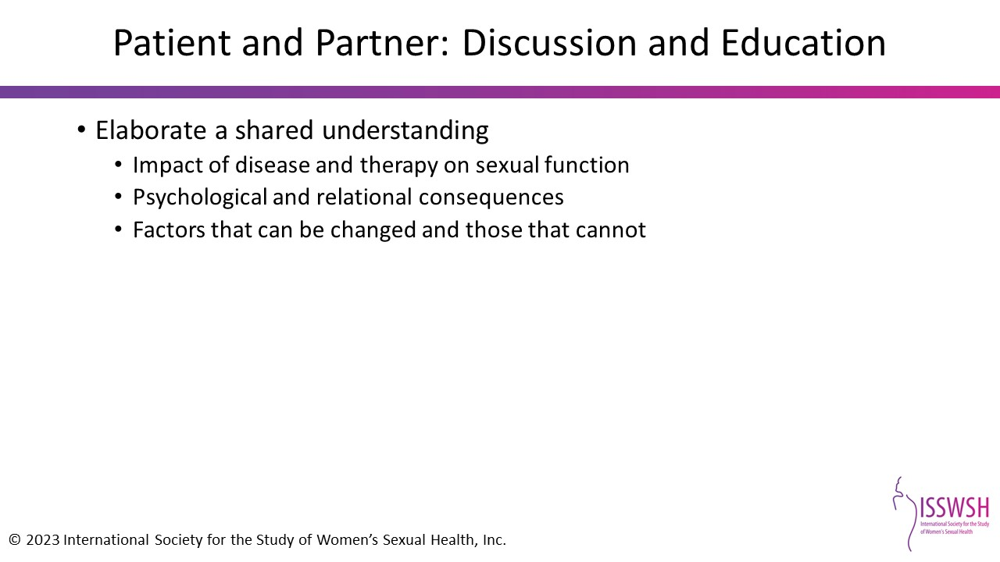 Patient and Partner: Discussion and Education
• Elaborate a shared understanding
• Impact of disease and therapy on sexual function
• Psychological and relational consequences
• Factors that can be changed and those that cannot
ISSWSH
International Society for the Study
of Women's Sexual Health
© 2023 International Society for the Study of Women’s Sexual Health, Inc.